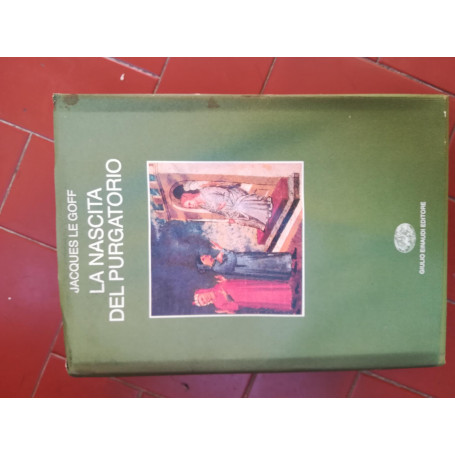 JACQUES LE GOFF
LA NASCITA
DEL PURGATORIO
GIULIO EINAUDI EDITORE